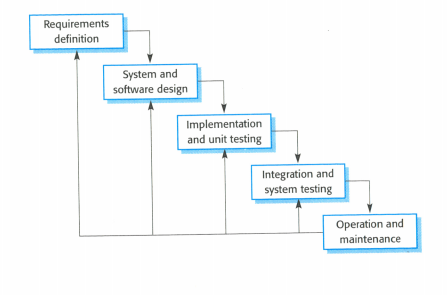 Requirements
definition
System and
software design
Implementation
and unit testing
Integration and
system testing
Operation and
maintenance